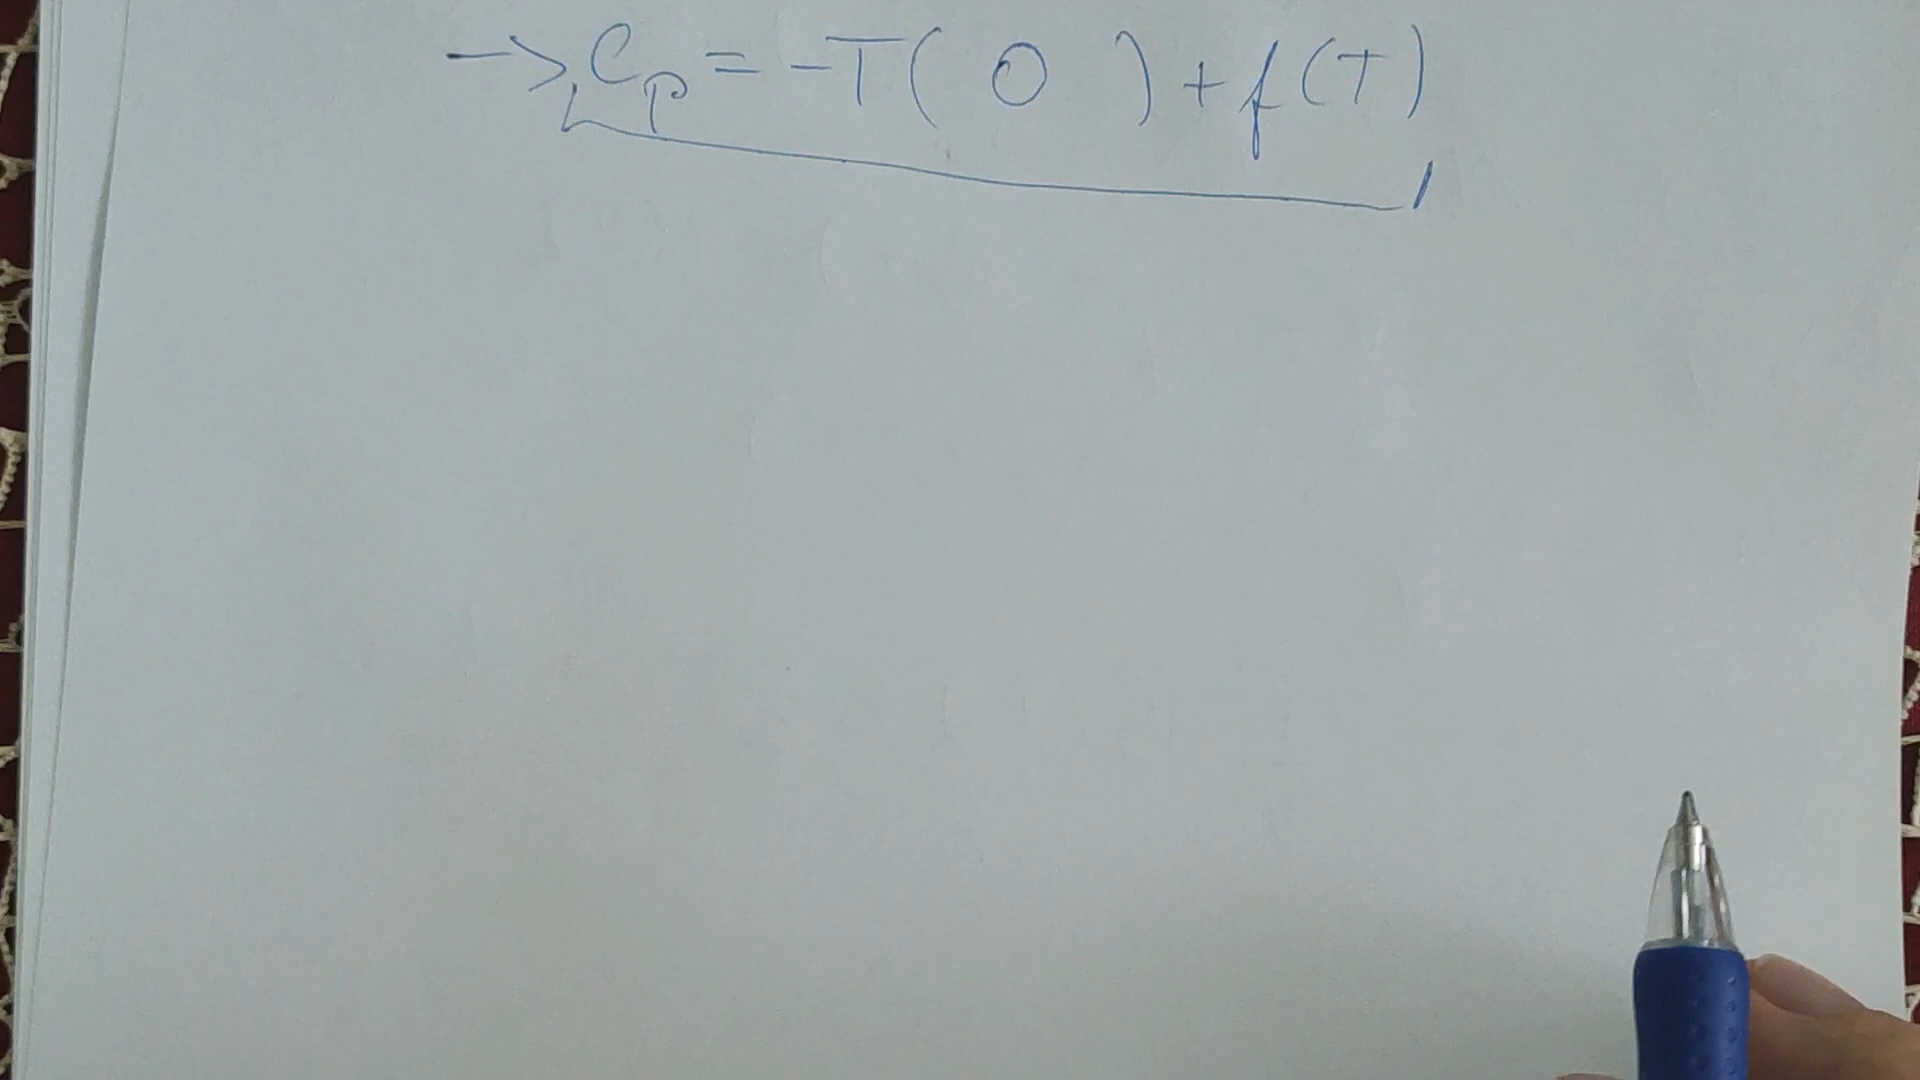 → Cp = -T( 0 ) + f(T)